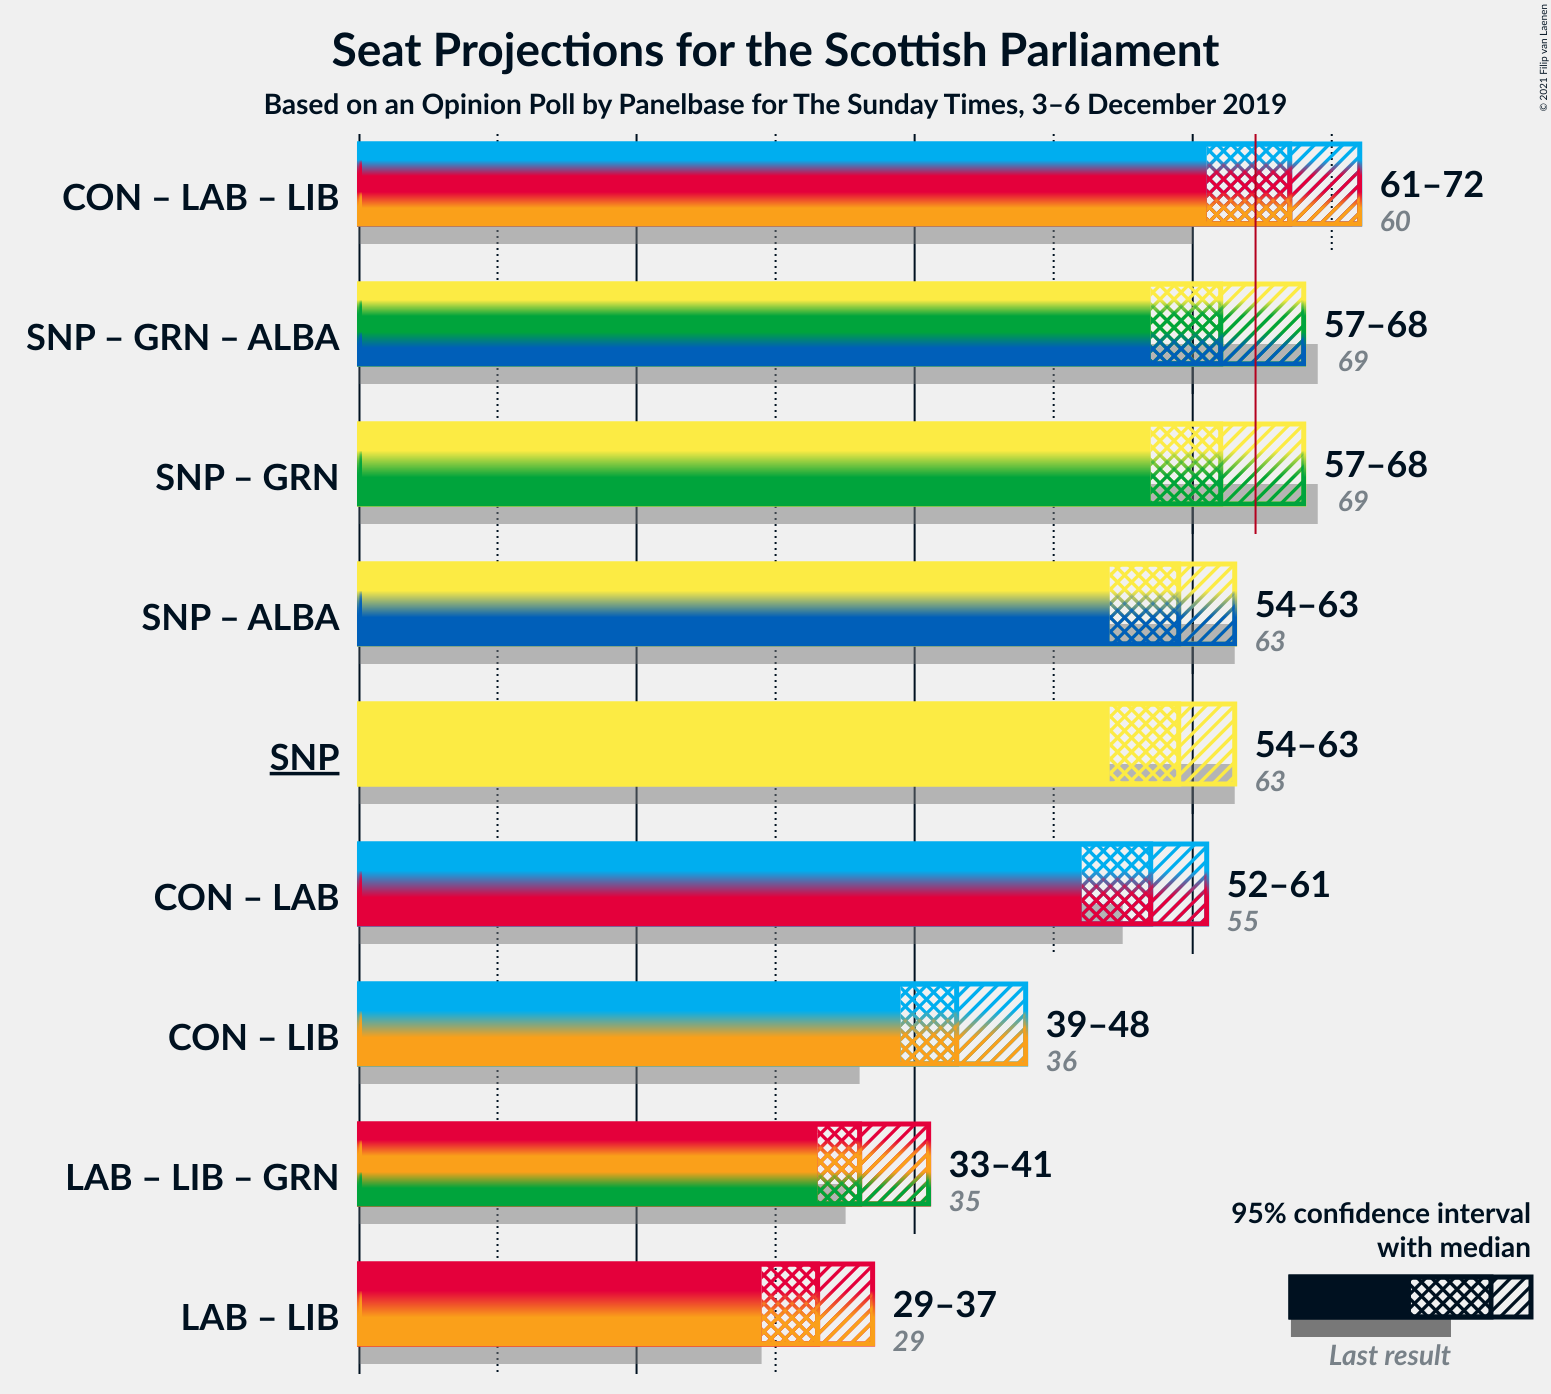 Seat Projections for the Scottish Parliament
Based on an Opinion Poll by Panelbase for The Sunday Times, 3–6 December 2019
© 2021 Filip van Laenen
CON – LAB – LIB
61–72
60
SNP – GRN – ALBA
57–68
69
SNP – GRN
57–68
69
SNP – ALBA
54–63
63
SNP
54–63
63
CON – LAB
52–61
55
CON – LIB
39–48
36
LAB – LIB – GRN
33–41
35
LAB – LIB
29–37
29
95% confidence interval
with median
Last result